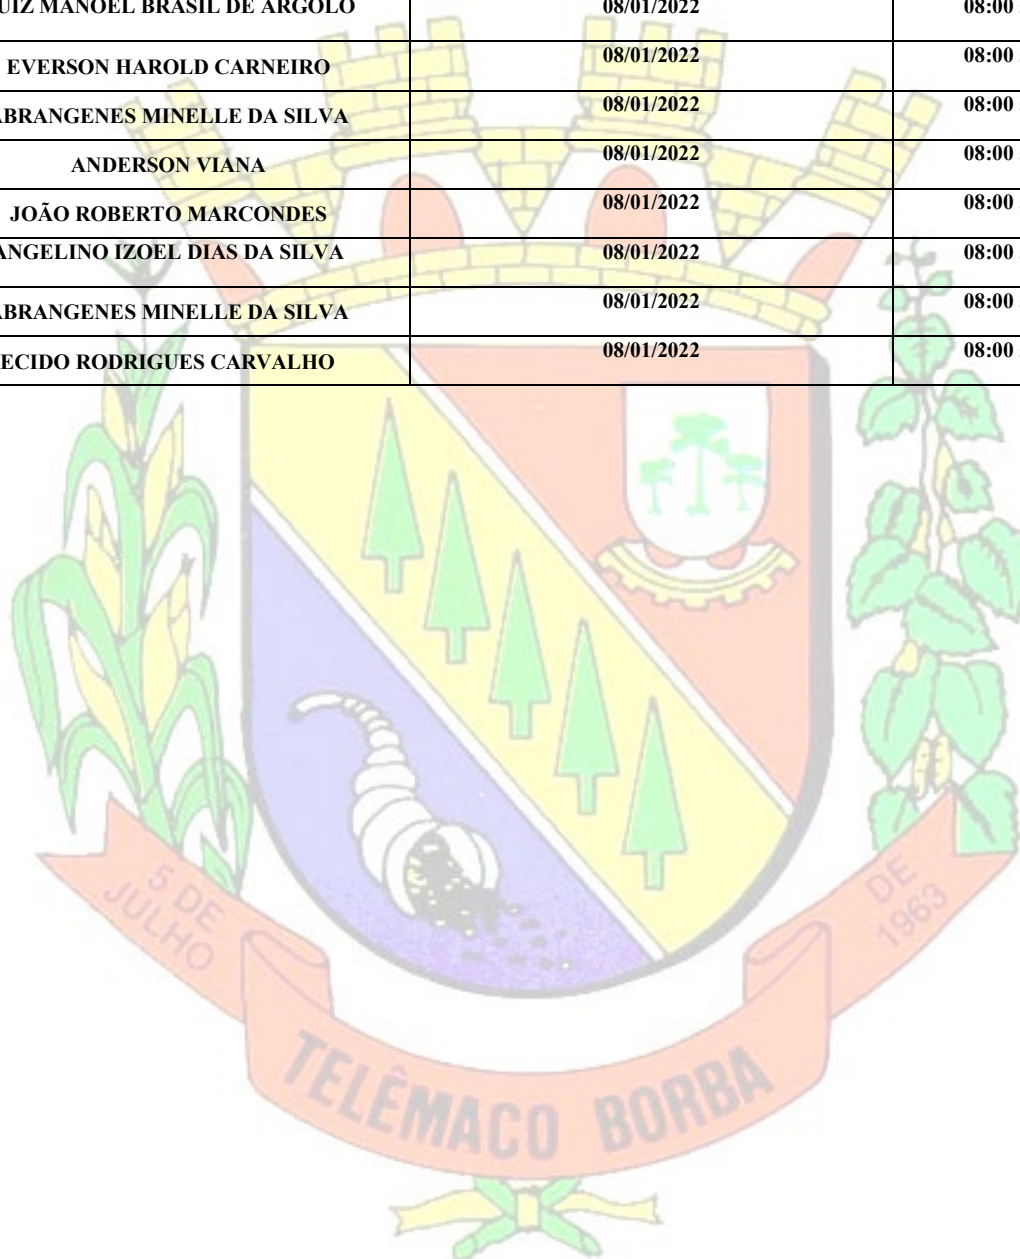 UIZ MANOEL BRASIL DE ARGOLO 08/01/2022 08:00
EVERSON HAROLD CARNEIRO 08/01/2022 08:00
ABRANGENES MINELLE DA SILVA 08/01/2022 08:00
ANDERSON VIANA 08/01/2022 08:00
JOÃO ROBERTO MARCONDES 08/01/2022 08:00
ANGELINO IZOEL DIAS DA SILVA 08/01/2022 08:00
ABRANGENES MINELLE DA SILVA 08/01/2022 08:00
ECIDO RODRIGUES CARVALHO 08/01/2022 08:00
5 DE
JULHO
DE
1963
TELÊMACO BORBA